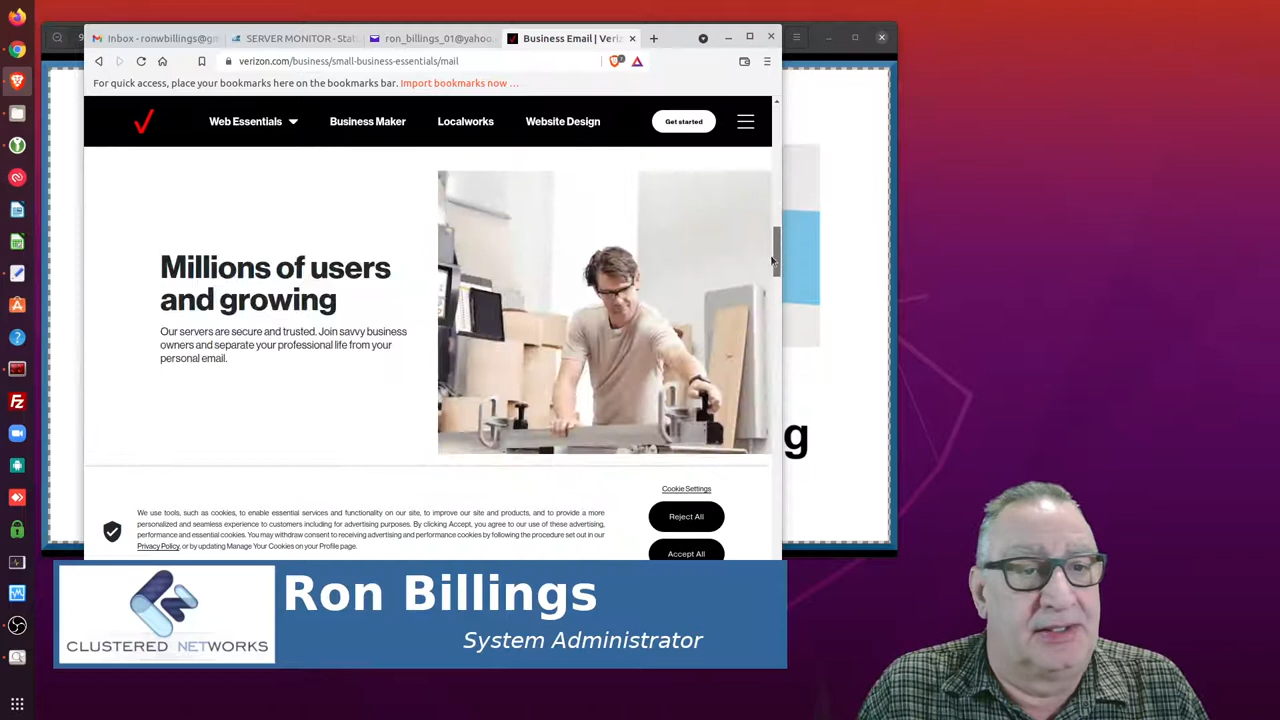 Inbox - ronwbillings@gm
SERVER MONITOR - Stat
ron_billings_01@yahoo.
Business Email | Veriz
verizon.com/business/small-business-essentials/mail
For quick access, place your bookmarks here on the bookmarks bar. Import bookmarks now …
Web Essentials
Business Maker
Localworks
Website Design
Get started
Millions of users
and growing
Our servers are secure and trusted. Join savvy business
owners and separate your professional life from your
personal email.
g
Cookie Settings
We use tools, such as cookies, to enable essential services and functionality on our site, to improve our site and products, and to provide a more
personalized and seamless experience to customers including for advertising purposes. By clicking Accept, you agree to our use of these advertising,
performance and essential cookies. You may withdraw consent to receiving advertising and performance cookies by following the procedure set out in our
Privacy Policy, or by updating Manage Your Cookies on your Profile page.
Reject All
Accept All
CLUSTERED NETWORKS
Ron Billings
System Administrator